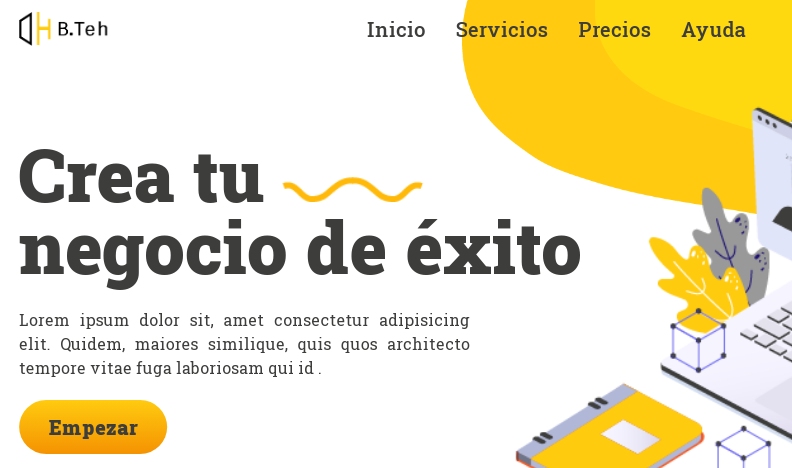 B.Teh
Inicio Servicios Precios Ayuda
Crea tu
negocio de éxito
Lorem ipsum dolor sit, amet consectetur adipisicing
elit. Quidem, maiores similique, quis quos architecto
tempore vitae fuga laboriosam qui id .
Empezar